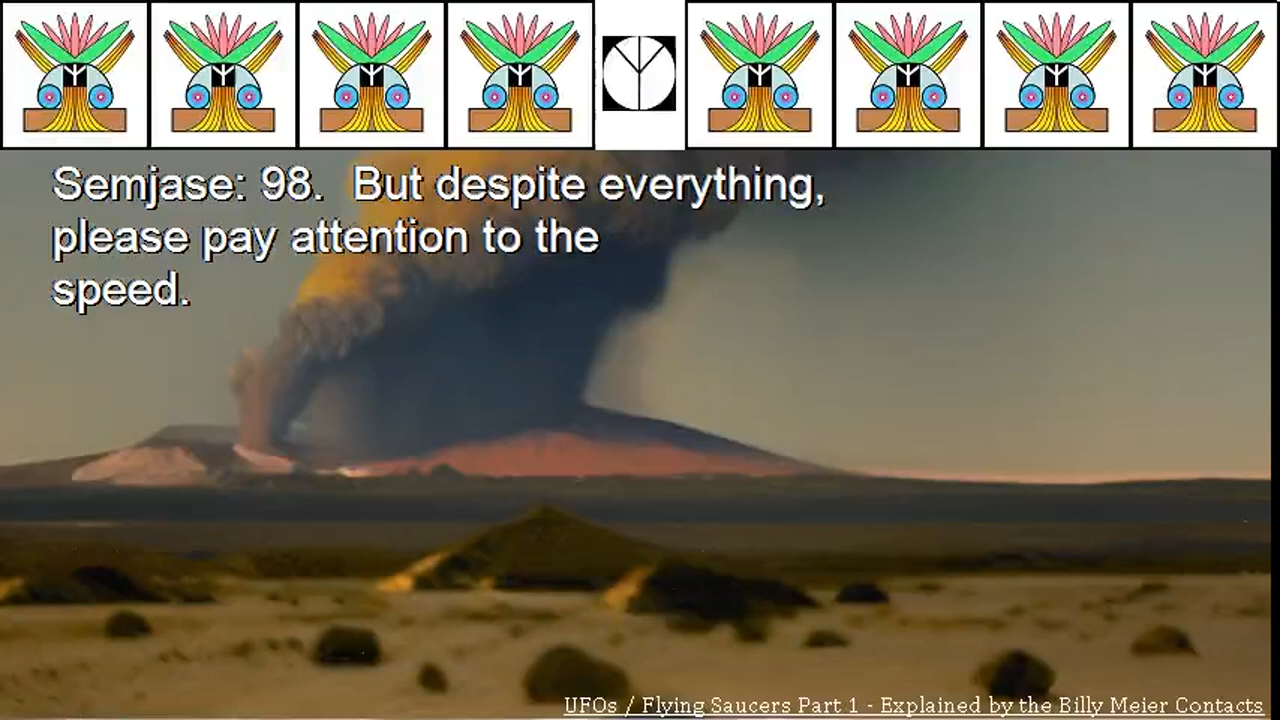 Semjase: 98.  But despite everything,
please pay attention to the
speed.
UFOs / Flying Saucers Part 1 - Explained by the Billy Meier Contacts